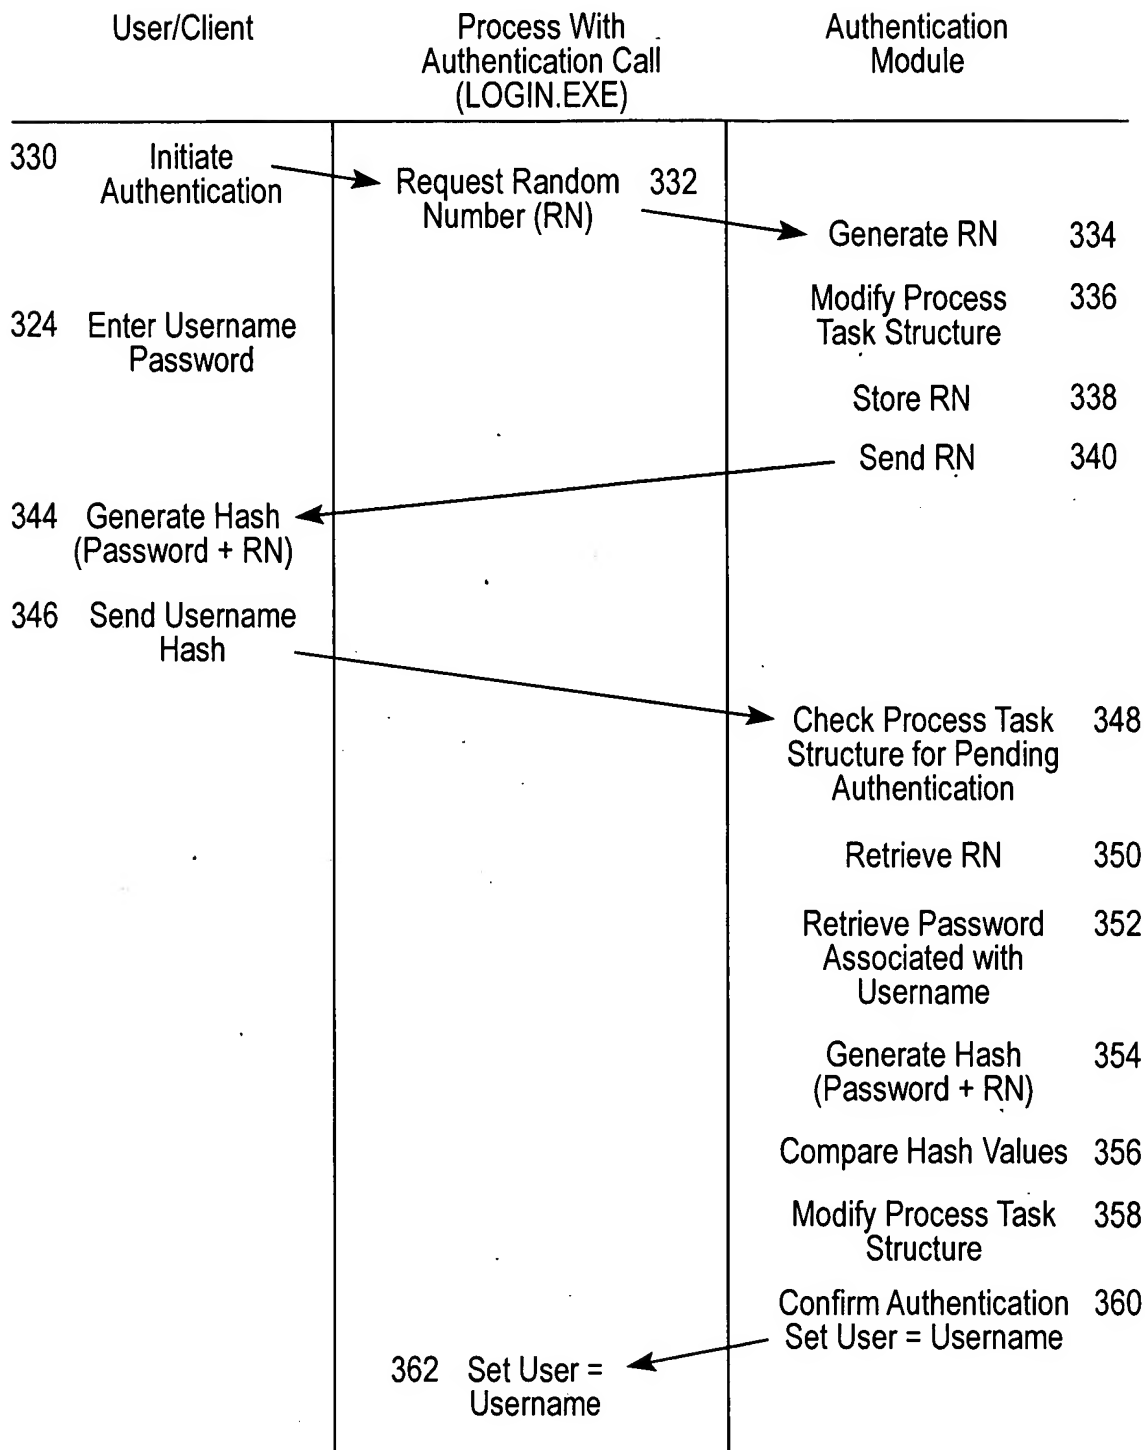 User/Client
Process With
Authentication Call
(LOGIN.EXE)
Authentication
Module
330 Initiate
Authentication
Request Random 332
Number (RN)
Generate RN 334
Modify Process 336
Task Structure
324 Enter Username
Password
Store RN 338
Send RN 340
344 Generate Hash
(Password + RN)
346 Send Username
Hash
Check Process Task 348
Structure for Pending
Authentication
Retrieve RN 350
Retrieve Password 352
Associated with
Username
Generate Hash 354
(Password + RN)
Compare Hash Values 356
Modify Process Task 358
Structure
Confirm Authentication 360
Set User = Username
362 Set User =
Username